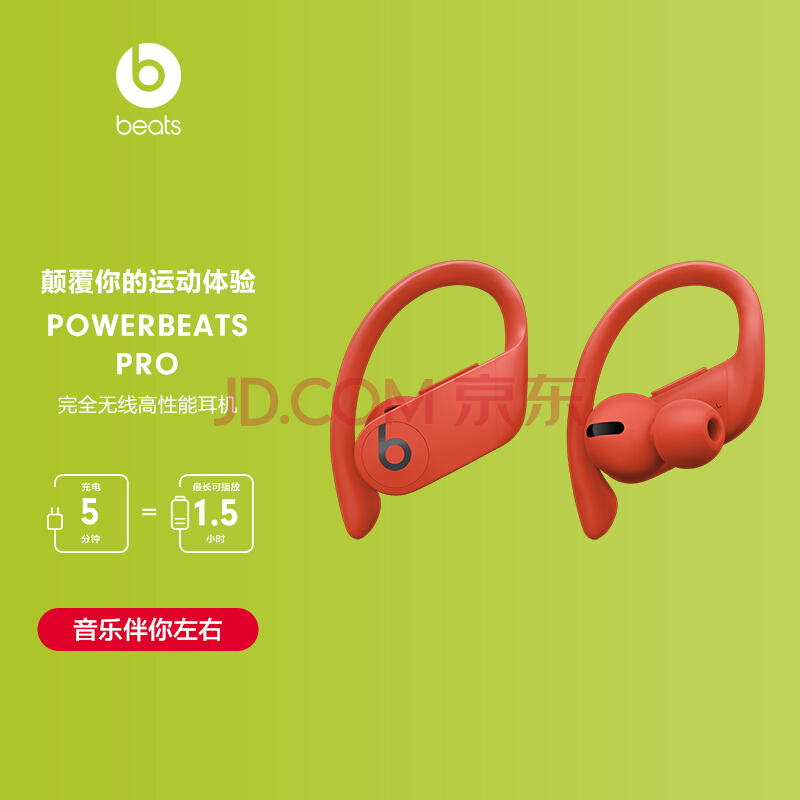 beats
颠覆你的运动体验
POWERBEATS
PRO
完全无线高性能耳机
JD.COM 京东
充电
5
分钟
=
最长可播放
1.5
小时
音乐伴你左右